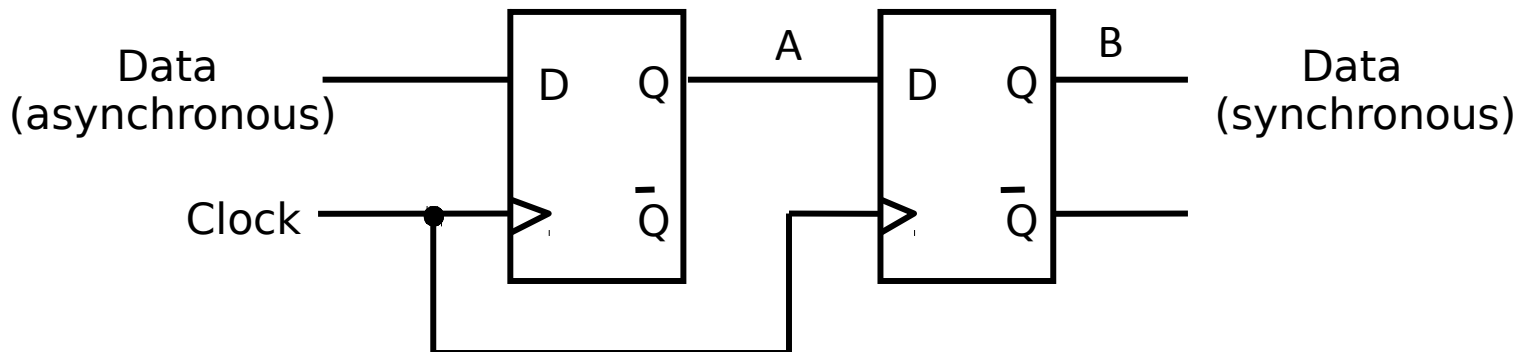 Data
(asynchronous)
Clock
D
Q
Q̅
A
D
Q
Q̅
B
Data
(synchronous)